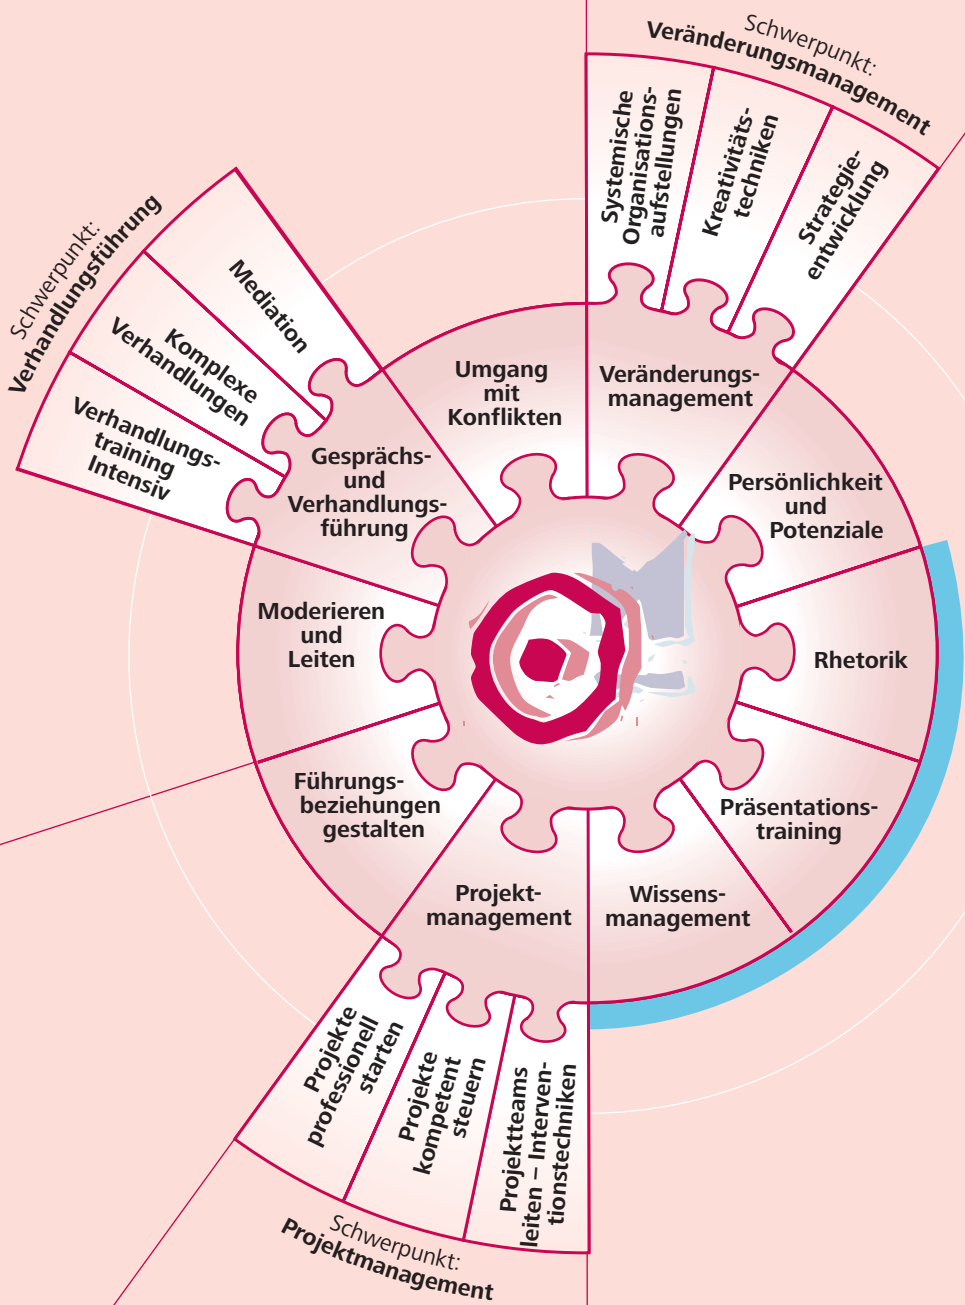 Schwerpunkt:
Veränderungsmanagement
Systemische
Organisations-
aufstellungen
Kreativitäts-
techniken
Strategie-
entwicklung
Schwerpunkt:
Verhandlungsführung
Mediation
Komplexe
Verhandlungen
Verhandlungs-
training
Intensiv
Umgang
mit
Konflikten
Veränderungs-
management
Gesprächs-
und
Verhandlungs-
führung
Persönlichkeit
und
Potenziale
Moderieren
und
Leiten
Rhetorik
Führungs-
beziehungen
gestalten
Präsentations-
training
Projekt-
management
Wissens-
management
Projekte
professionell
starten
Projekte
kompetent
steuern
Projektteams
leiten – Interven-
tionstechniken
Schwerpunkt:
Projektmanagement